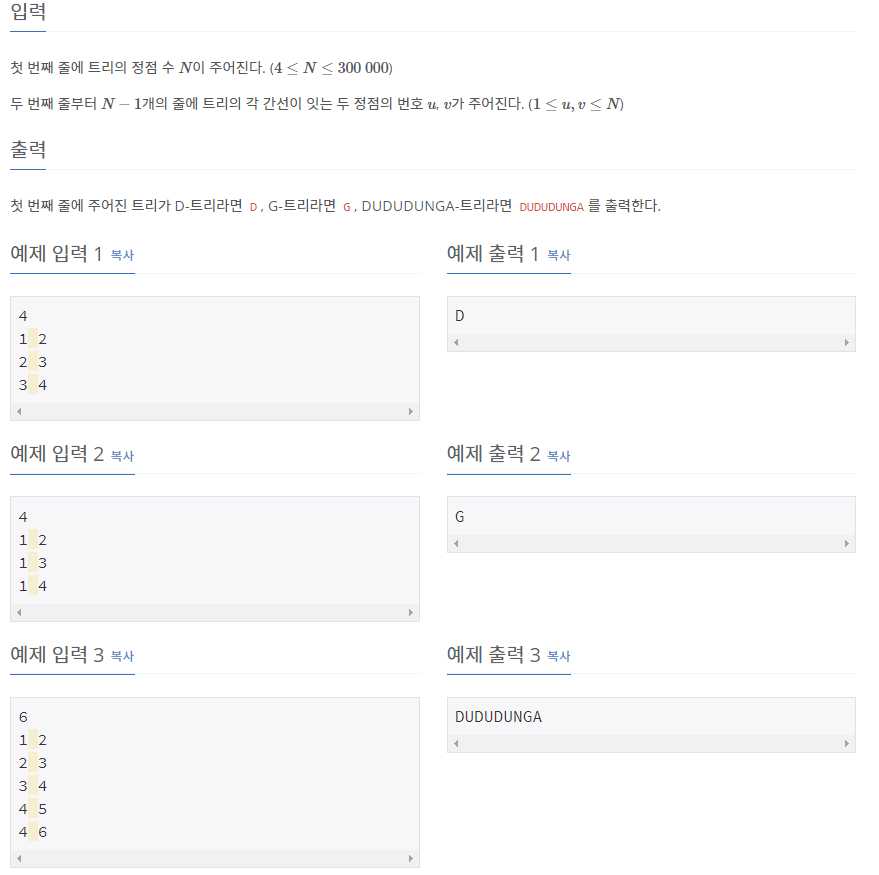 입력
첫 번째 줄에 트리의 정점 수 N이 주어진다. (4 ≤ N ≤ 300 000)
두 번째 줄부터 N − 1개의 줄에 트리의 각 간선이 잇는 두 정점의 번호 u, v가 주어진다. (1 ≤ u, v ≤ N)
출력
첫 번째 줄에 주어진 트리가 D-트리라면 D , G-트리라면 G , DUDUDUNGA-트리라면 DUDUDUNGA 를 출력한다.
예제 입력 1 복사
4
1 2
2 3
3 4
예제 출력 1 복사
D
예제 입력 2 복사
4
1 2
1 3
1 4
예제 출력 2 복사
G
예제 입력 3 복사
6
1 2
2 3
3 4
4 5
4 6
예제 출력 3 복사
DUDUDUNGA